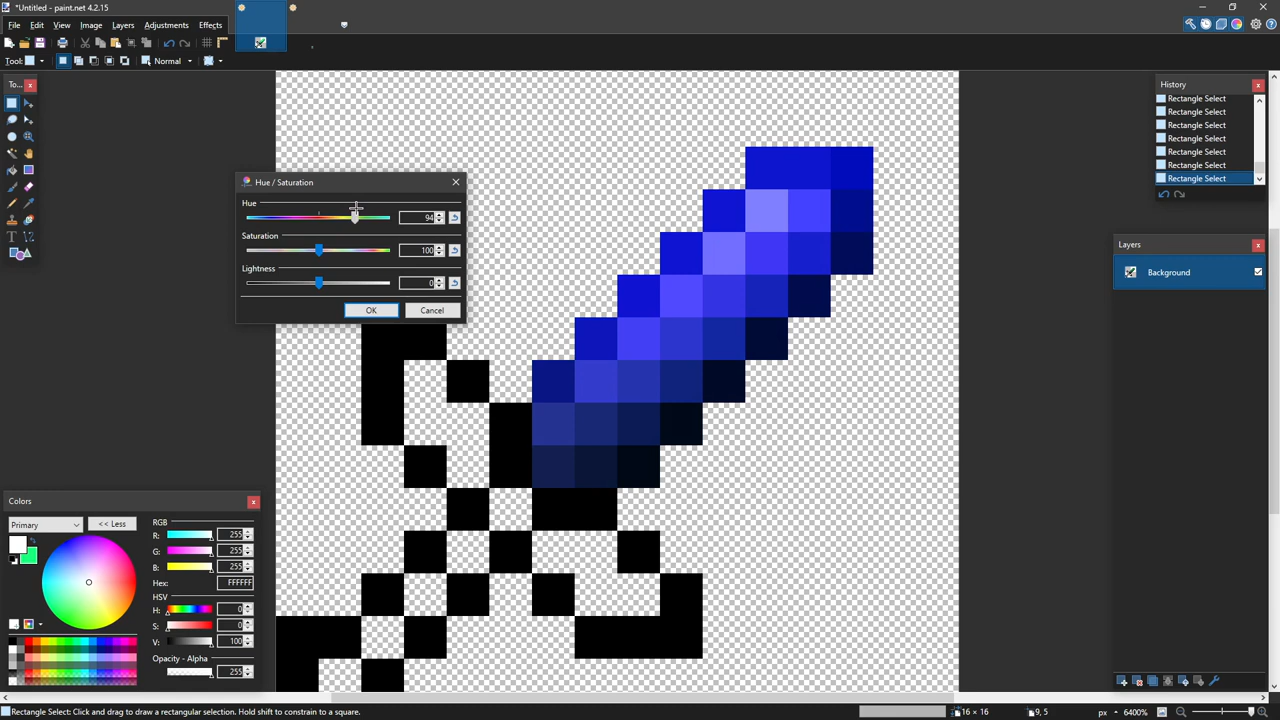 *Untitled - paint.net 4.2.15
File Edit View Image Layers Adjustments Effects
Tool:
Normal
To...
History
Rectangle Select
Rectangle Select
Rectangle Select
Rectangle Select
Rectangle Select
Rectangle Select
Rectangle Select
Hue / Saturation
Hue
94
Saturation
100
Lightness
0
OK Cancel
Layers
Background
Colors
Primary
<< Less
RGB
R: 255
G: 255
B: 255
Hex: FFFFFF
HSV
H: 0
S: 0
V: 100
Opacity - Alpha
255
Rectangle Select: Click and drag to draw a rectangular selection. Hold shift to constrain to a square.
16 × 16
9, 5
px
6400%